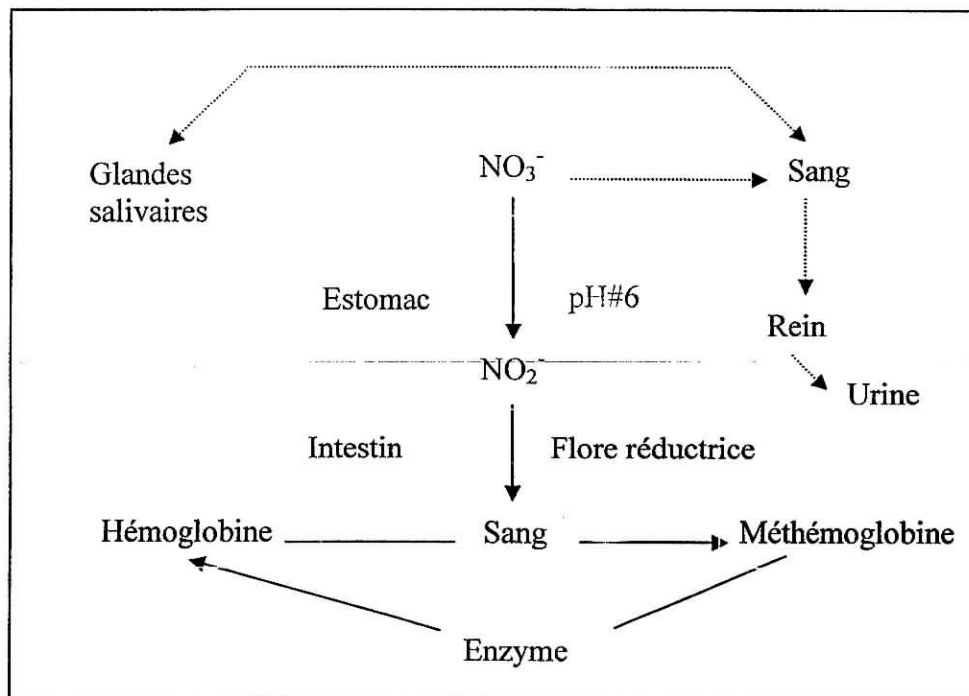 Glandes
salivaires
NO₃⁻
Sang
Estomac
pH#6
Rein
NO₂⁻
Urine
Intestin
Flore réductrice
Hémoglobine
Sang
Méthémoglobine
Enzyme